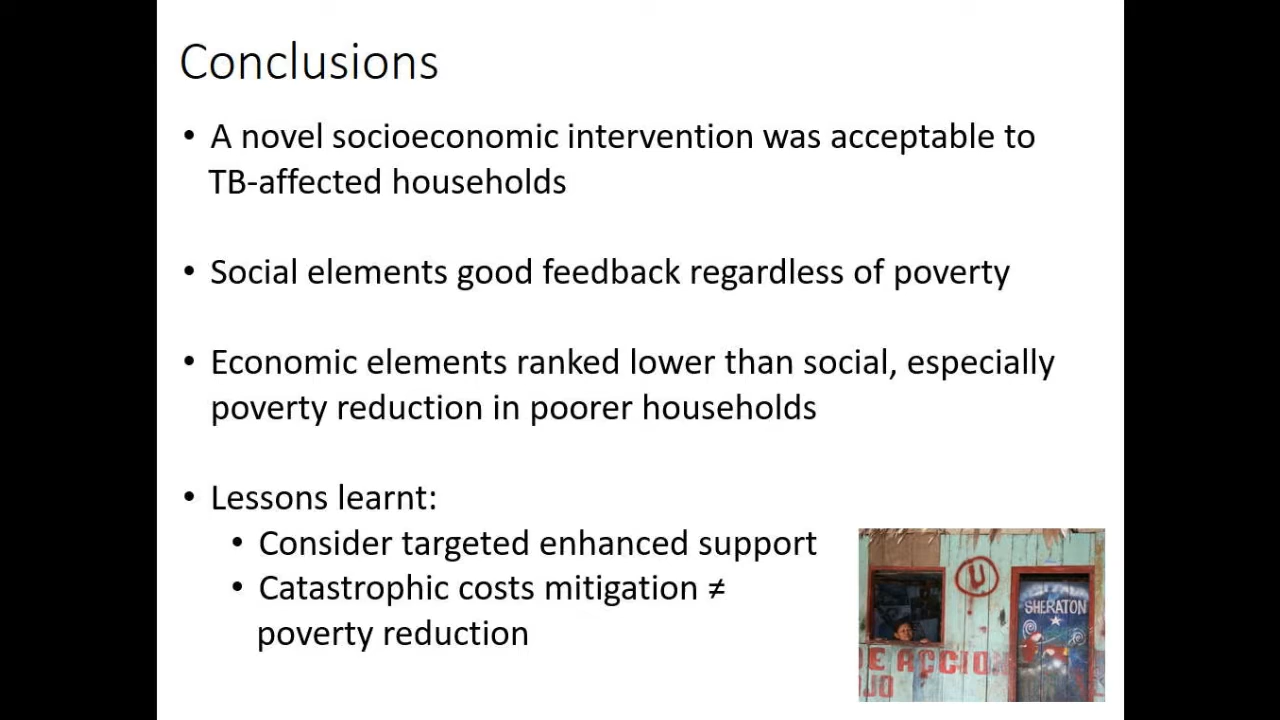 Conclusions
• A novel socioeconomic intervention was acceptable to
TB-affected households
• Social elements good feedback regardless of poverty
• Economic elements ranked lower than social, especially
poverty reduction in poorer households
• Lessons learnt:
• Consider targeted enhanced support
• Catastrophic costs mitigation ≠
poverty reduction
U
SHERATON
E ACCION
JO